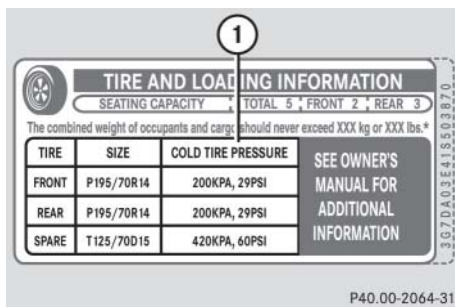 1
TIRE AND LOADING INFORMATION
SEATING CAPACITY TOTAL 5 FRONT 2 REAR 3
The combined weight of occupants and cargo should never exceed XXX kg or XXX lbs.*
TIRE SIZE COLD TIRE PRESSURE
FRONT P195/70R14 200KPA, 29PSI
REAR P195/70R14 200KPA, 29PSI
SPARE T125/70D15 420KPA, 60PSI
SEE OWNER'S
MANUAL FOR
ADDITIONAL
INFORMATION
3G7DA03E41S503870
P40.00-2064-31